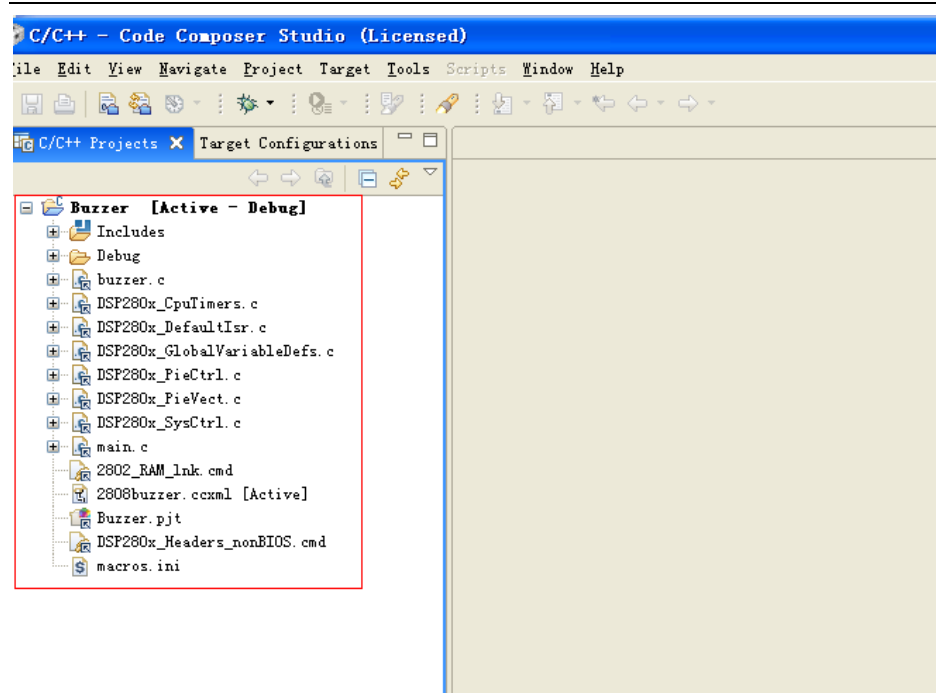 C/C++ - Code Composer Studio (Licensed)
ile Edit View Navigate Project Target Tools Scripts Window Help
C/C++ Projects Target Configurations
Buzzer [Active - Debug]
Includes
Debug
buzzer.c
DSP280x_CpuTimers.c
DSP280x_DefaultIsr.c
DSP280x_GlobalVariableDefs.c
DSP280x_PieCtrl.c
DSP280x_PieVect.c
DSP280x_SysCtrl.c
main.c
2802_RAM_lnk.cmd
2808buzzer.ccxml [Active]
Buzzer.pjt
DSP280x_Headers_nonBIOS.cmd
macros.ini